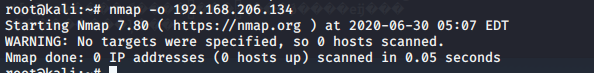 root@kali:~# nmap -o 192.168.206.134
Starting Nmap 7.80 ( https://nmap.org ) at 2020-06-30 05:07 EDT
WARNING: No targets were specified, so 0 hosts scanned.
Nmap done: 0 IP addresses (0 hosts up) scanned in 0.05 seconds
root@kali:~#